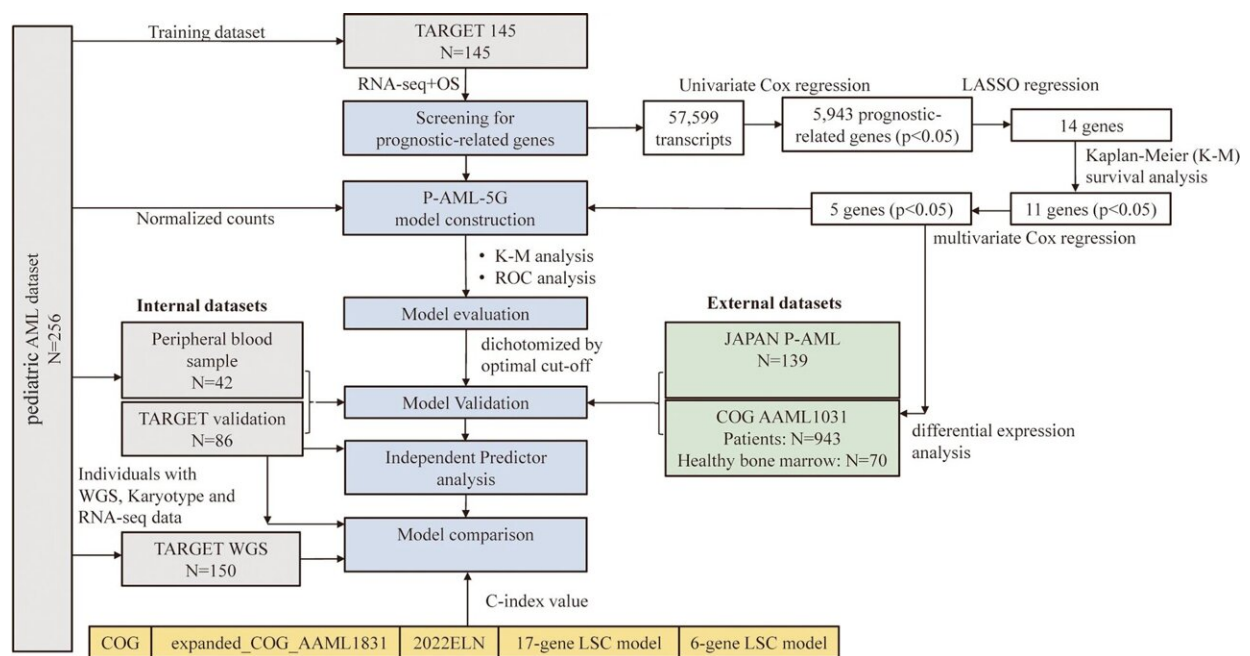 pediatric AML dataset
N=256
Training dataset
TARGET 145
N=145
RNA-seq+OS
Screening for
prognostic-related genes
57,599
transcripts
Univariate Cox regression
5,943 prognostic-
related genes (p<0.05)
LASSO regression
14 genes
Kaplan-Meier (K-M)
survival analysis
11 genes (p<0.05)
multivariate Cox regression
5 genes (p<0.05)
Normalized counts
P-AML-5G
model construction
• K-M analysis
• ROC analysis
Model evaluation
dichotomized by
optimal cut-off
Internal datasets
Peripheral blood
sample
N=42
TARGET validation
N=86
Model Validation
External datasets
JAPAN P-AML
N=139
COG AAML1031
Patients: N=943
Healthy bone marrow: N=70
differential expression
analysis
Independent Predictor
analysis
Individuals with
WGS, Karyotype and
RNA-seq data
TARGET WGS
N=150
Model comparison
C-index value
COG
expanded_COG_AAML1831
2022ELN
17-gene LSC model
6-gene LSC model